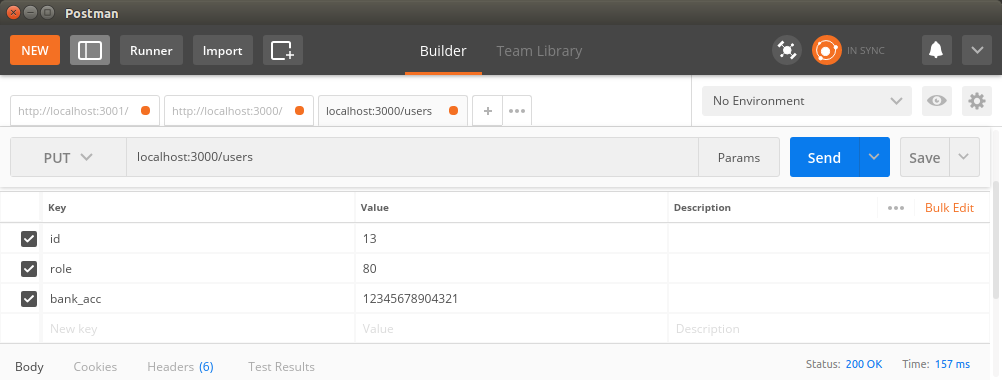 Postman
NEW Runner Import Builder Team Library IN SYNC
http://localhost:3001/ http://localhost:3000/ localhost:3000/users + ••• No Environment
PUT localhost:3000/users Params Send Save
Key Value Description ••• Bulk Edit
id 13
role 80
bank_acc 12345678904321
New key Value Description
Body Cookies Headers (6) Test Results Status: 200 OK Time: 157 ms